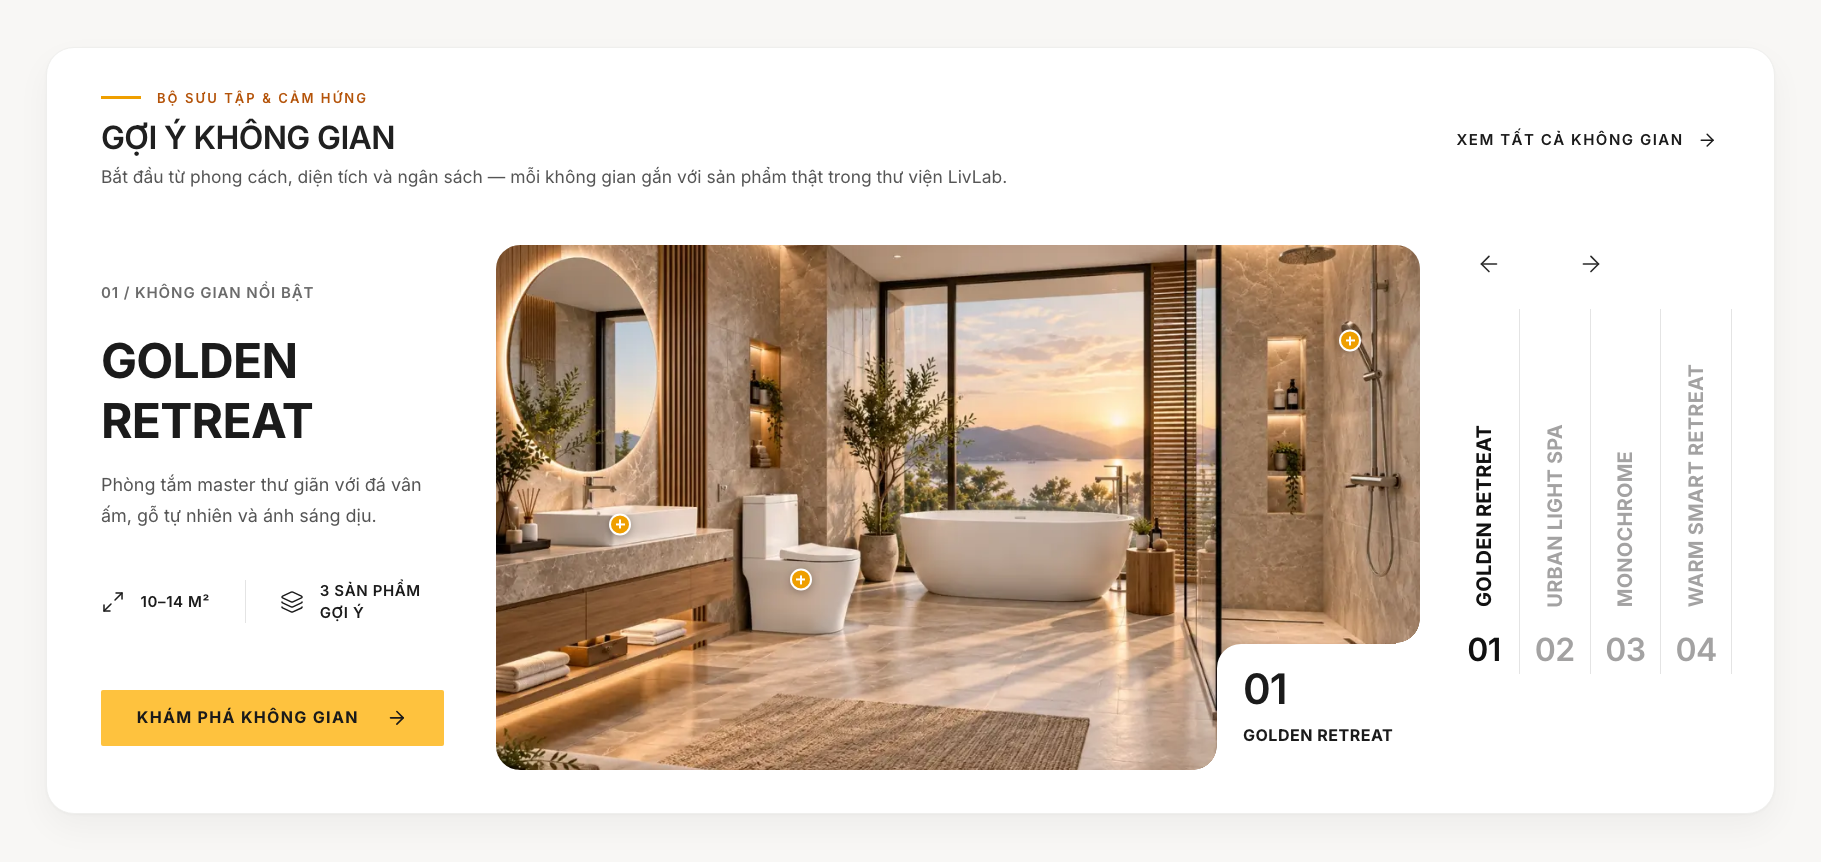 BỘ SƯU TẬP & CẢM HỨNG
GỢI Ý KHÔNG GIAN
Bắt đầu từ phong cách, diện tích và ngân sách — mỗi không gian gắn với sản phẩm thật trong thư viện LivLab.
XEM TẤT CẢ KHÔNG GIAN
01 / KHÔNG GIAN NỔI BẬT
GOLDEN
RETREAT
Phòng tắm master thư giãn với đá vân
ấm, gỗ tự nhiên và ánh sáng dịu.
10–14 M²
3 SẢN PHẨM
GỢI Ý
KHÁM PHÁ KHÔNG GIAN
01
GOLDEN RETREAT
GOLDEN RETREAT
01
URBAN LIGHT SPA
02
MONOCHROME
03
WARM SMART RETREAT
04